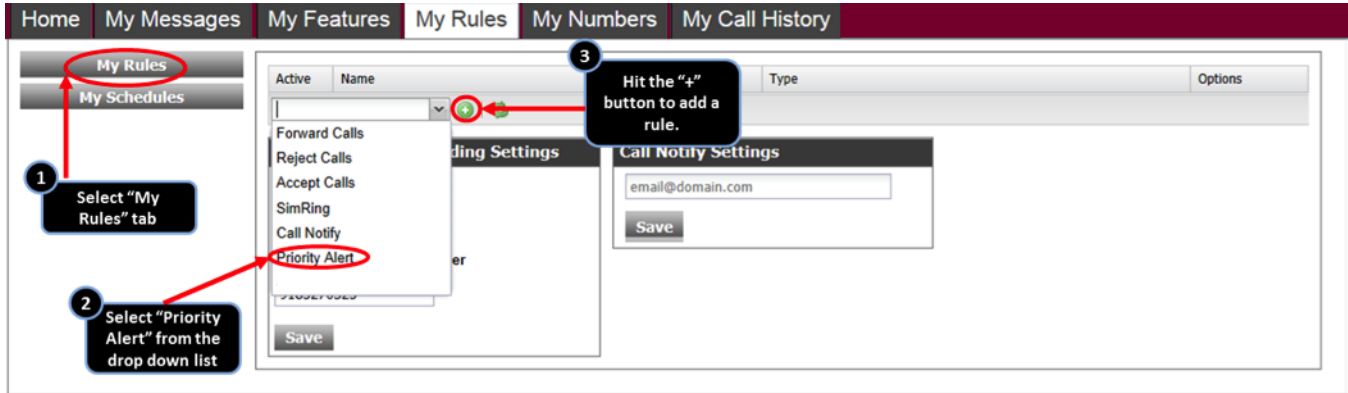 Home My Messages My Features My Rules My Numbers My Call History
My Rules
My Schedules
Active Name Type Options
Forward Calls
Reject Calls
Accept Calls
SimRing
Call Notify
Priority Alert
ding Settings
er
Save
Call Notify Settings
email@domain.com
Save
1
Select “My
Rules” tab
2
Select “Priority
Alert” from the
drop down list
3
Hit the “+”
button to add a
rule.